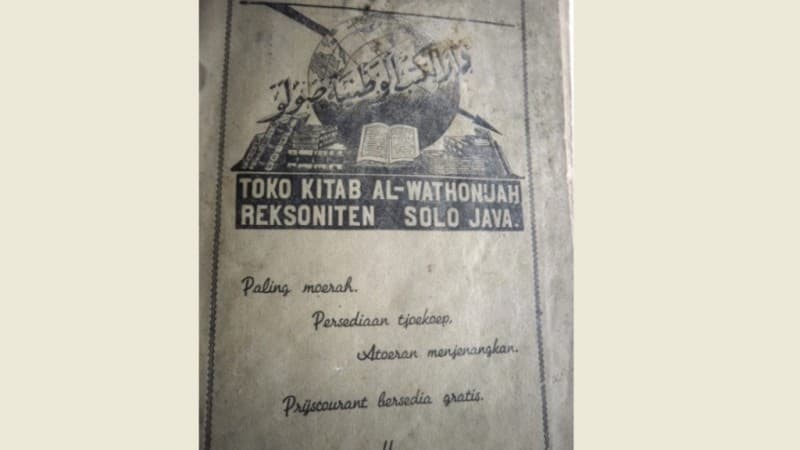 دار الكتب الوطنية صولو
TOKO KITAB AL-WATHONIJAH
REKSONITEN SOLO JAVA.
Paling moerah.
Persediaan tjoekoep.
Atoeran menjenangkan.
Prijscourant bersedia gratis.